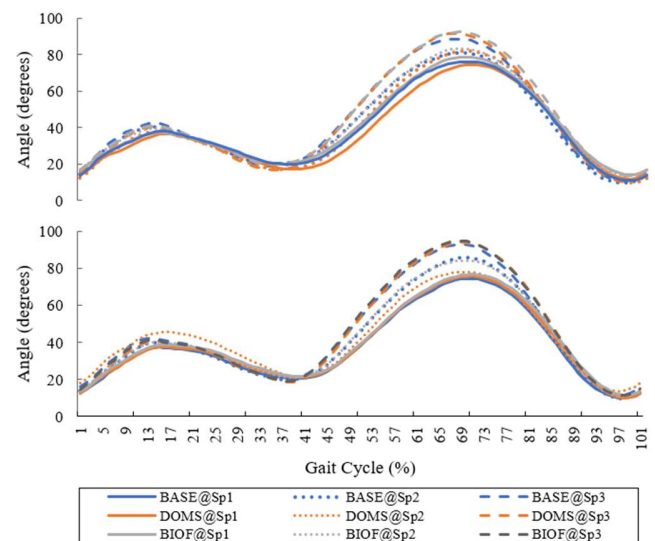 100
80
60
40
20
0
Angle (degrees)
100
80
60
40
20
0
Angle (degrees)
1 5 9 13 17 21 25 29 33 37 41 45 49 53 57 61 65 69 73 77 81 85 89 93 97 101
Gait Cycle (%)
BASE@Sp1 BASE@Sp2 BASE@Sp3
DOMS@Sp1 DOMS@Sp2 DOMS@Sp3
BIOF@Sp1 BIOF@Sp2 BIOF@Sp3